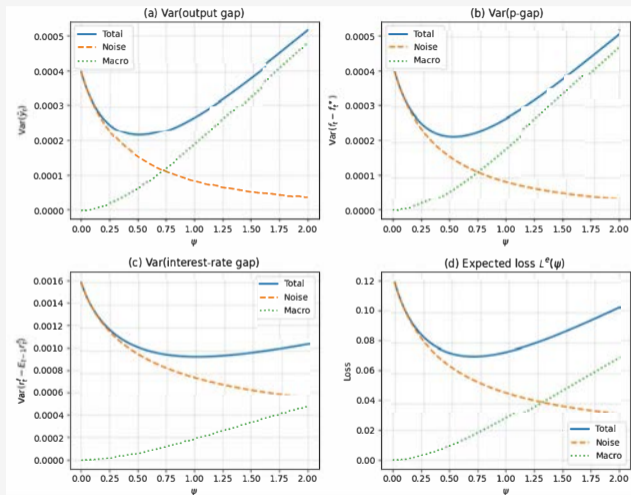 (a) Var(output gap)
0.0005
0.0004
0.0003
0.0002
0.0001
0.0000
Var(ŷₜ)
Total
Noise
Macro
0.00 0.25 0.50 0.75 1.00 1.25 1.50 1.75 2.00
ψ
(b) Var(p-gap)
0.0005
0.0004
0.0003
0.0002
0.0001
0.0000
Total
Noise
Macro
0.00 0.25 0.50 0.75 1.00 1.25 1.50 1.75 2.00
ψ
(c) Var(interest-rate gap)
0.0016
0.0014
0.0012
0.0010
0.0008
0.0006
0.0004
0.0002
0.0000
Total
Noise
Macro
0.00 0.25 0.50 0.75 1.00 1.25 1.50 1.75 2.00
ψ
(d) Expected loss Lᵉ(ψ)
0.12
0.10
0.08
0.06
0.04
0.02
0.00
Loss
Total
Noise
Macro
0.00 0.25 0.50 0.75 1.00 1.25 1.50 1.75 2.00
ψ